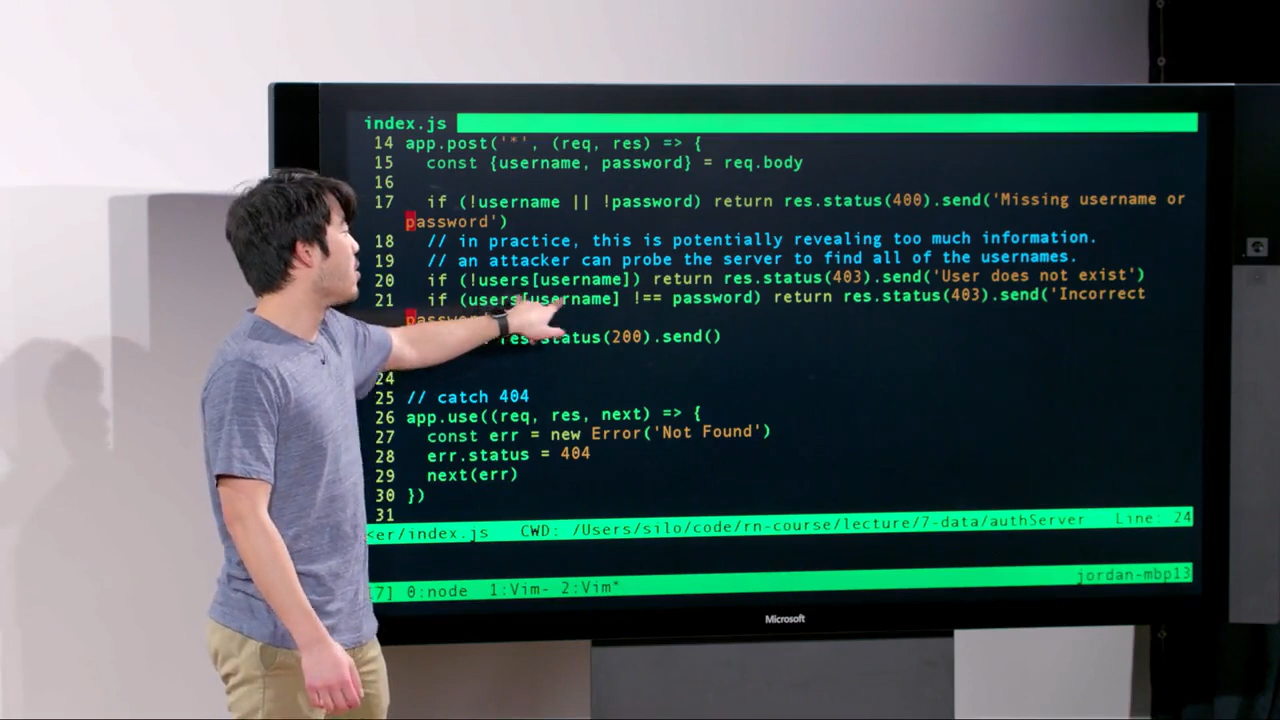 index.js
14 app.post('*', (req, res) => {
15 const {username, password} = req.body
16
17 if (!username || !password) return res.status(400).send('Missing username or
password')
18 // in practice, this is potentially revealing too much information.
19 // an attacker can probe the server to find all of the usernames.
20 if (!users[username]) return res.status(403).send('User does not exist')
21 if (users[username] !== password) return res.status(403).send('Incorrect
res.status(200).send()
24
25 // catch 404
26 app.use((req, res, next) => {
27 const err = new Error('Not Found')
28 err.status = 404
29 next(err)
30 })
31
<er/index.js CWD: /Users/silo/code/rn-course/lecture/7-data/authServer Line: 24
17] 0:node 1:Vim- 2:Vim* jordan-mbp13
Microsoft